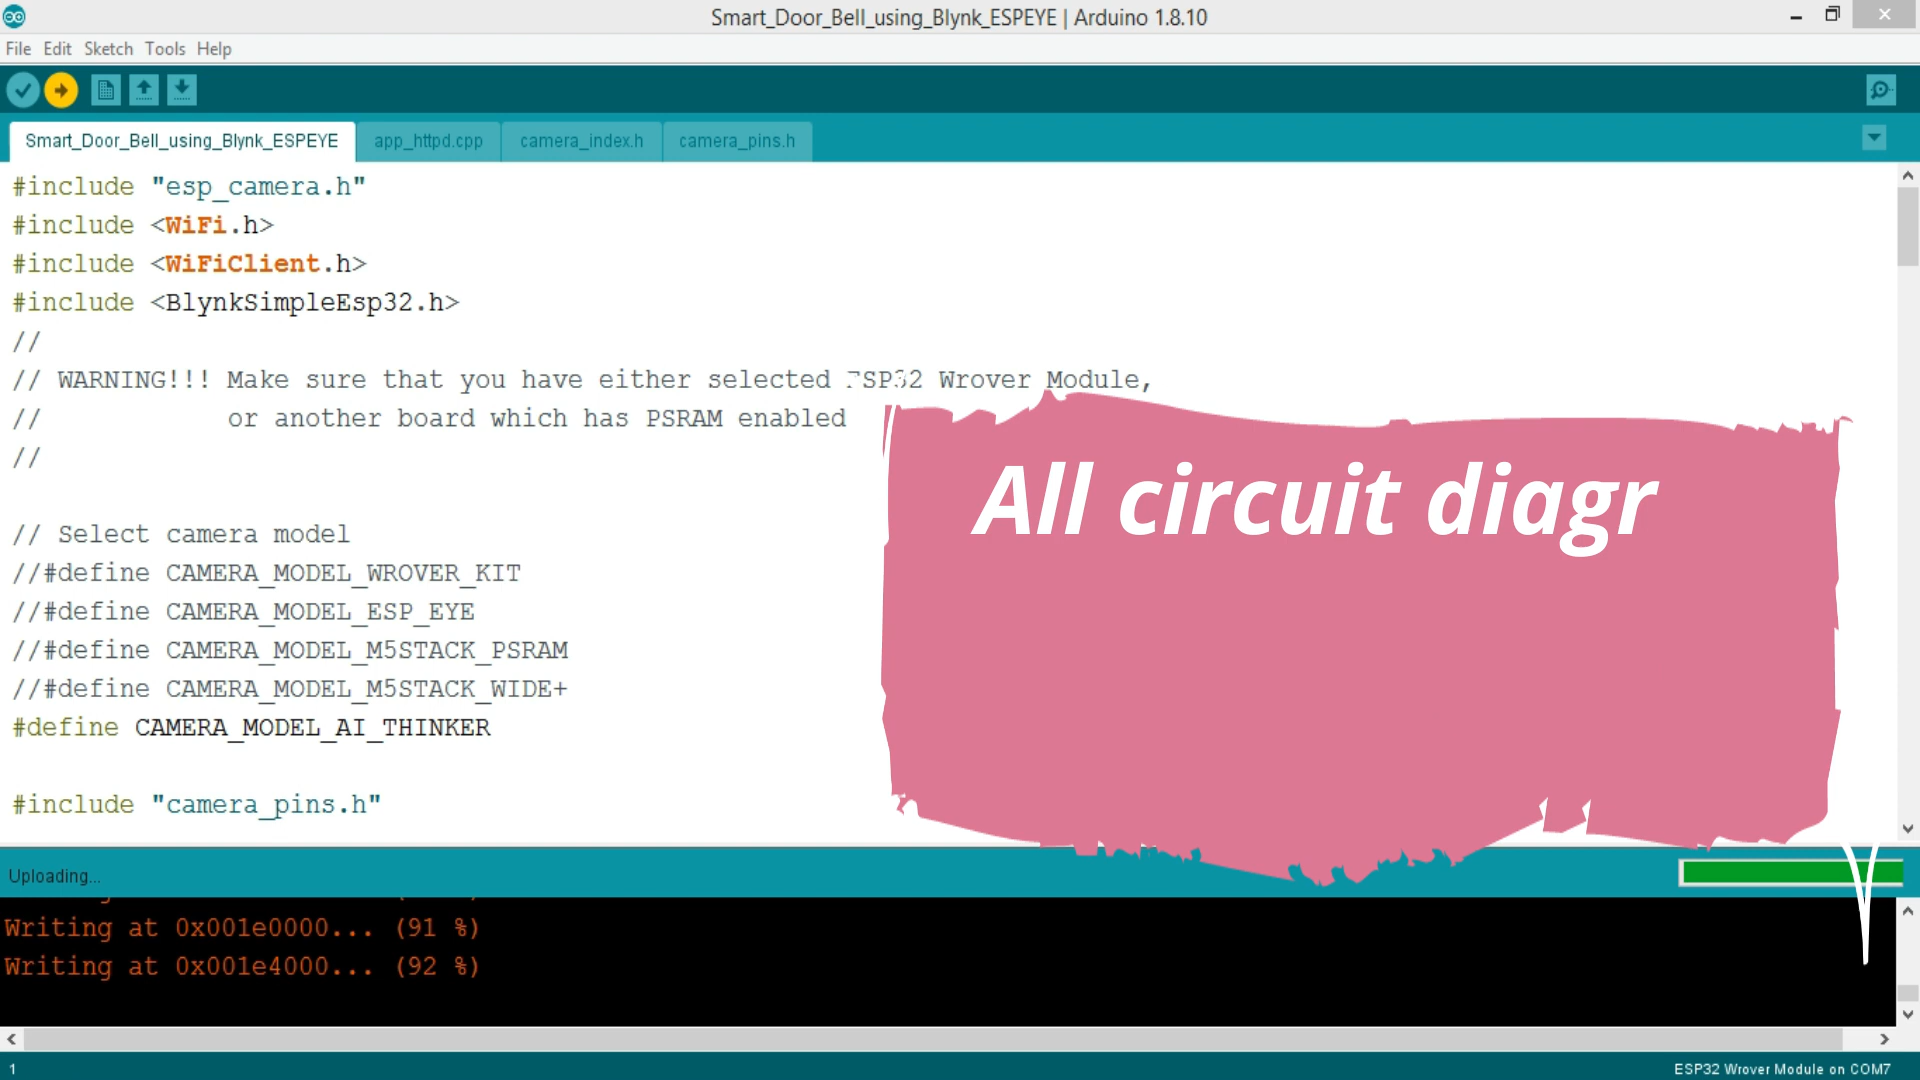 Smart_Door_Bell_using_Blynk_ESPEYE | Arduino 1.8.10
File Edit Sketch Tools Help
Smart_Door_Bell_using_Blynk_ESPEYE app_httpd.cpp camera_index.h camera_pins.h
#include "esp_camera.h"
#include <WiFi.h>
#include <WiFiClient.h>
#include <BlynkSimpleEsp32.h>
//
// WARNING!!! Make sure that you have either selected ESP32 Wrover Module,
//            or another board which has PSRAM enabled
//
// Select camera model
//#define CAMERA_MODEL_WROVER_KIT
//#define CAMERA_MODEL_ESP_EYE
//#define CAMERA_MODEL_M5STACK_PSRAM
//#define CAMERA_MODEL_M5STACK_WIDE+
#define CAMERA_MODEL_AI_THINKER
#include "camera_pins.h"
All circuit diagr
Uploading...
Writing at 0x001e0000... (91 %)
Writing at 0x001e4000... (92 %)
1
ESP32 Wrover Module on COM7